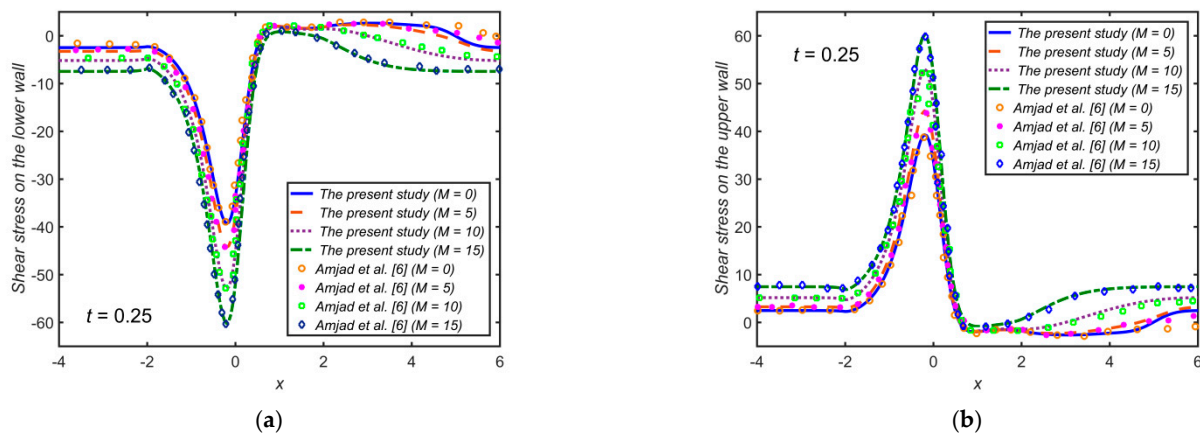 Shear stress on the lower wall
0
-10
-20
-30
-40
-50
-60
t = 0.25
The present study (M = 0)
The present study (M = 5)
The present study (M = 10)
The present study (M = 15)
Amjad et al. [6] (M = 0)
Amjad et al. [6] (M = 5)
Amjad et al. [6] (M = 10)
Amjad et al. [6] (M = 15)
-4 -2 0 2 4 6
x
(a)
Shear stress on the upper wall
60
50
40
30
20
10
0
t = 0.25
The present study (M = 0)
The present study (M = 5)
The present study (M = 10)
The present study (M = 15)
Amjad et al. [6] (M = 0)
Amjad et al. [6] (M = 5)
Amjad et al. [6] (M = 10)
Amjad et al. [6] (M = 15)
-4 -2 0 2 4 6
x
(b)